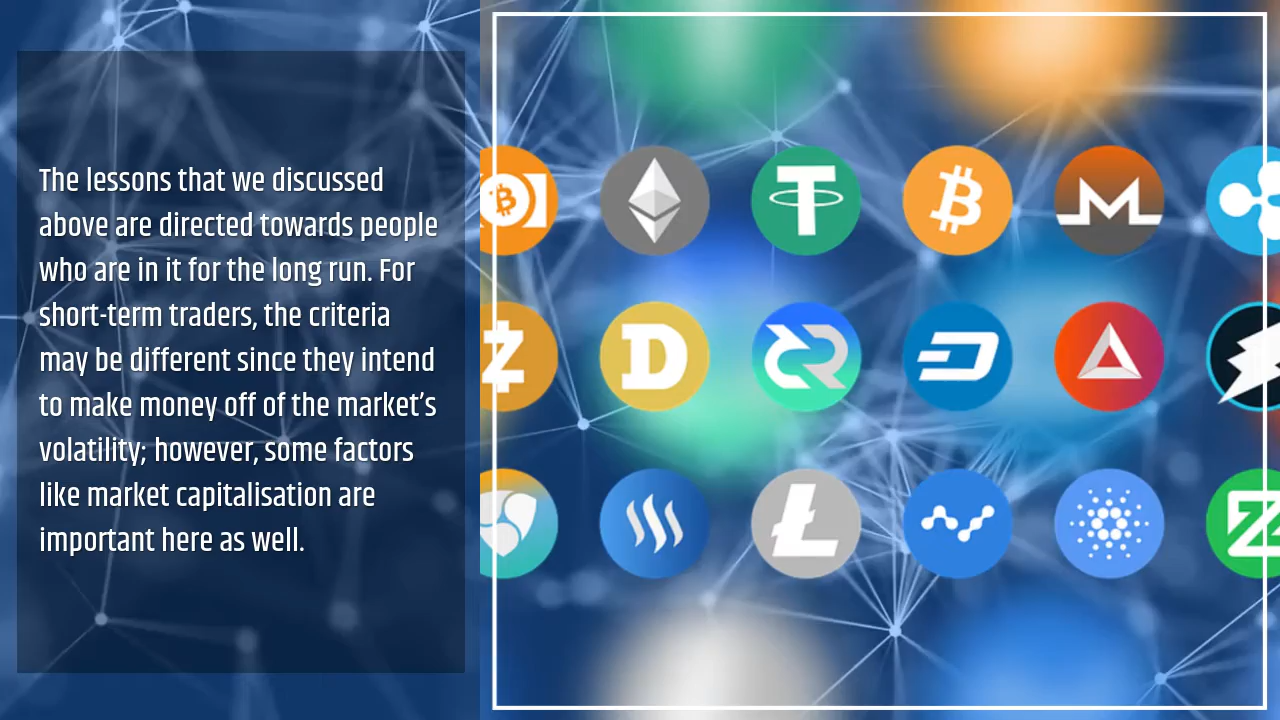 The lessons that we discussed
above are directed towards people
who are in it for the long run. For
short-term traders, the criteria
may be different since they intend
to make money off of the market’s
volatility; however, some factors
like market capitalisation are
important here as well.